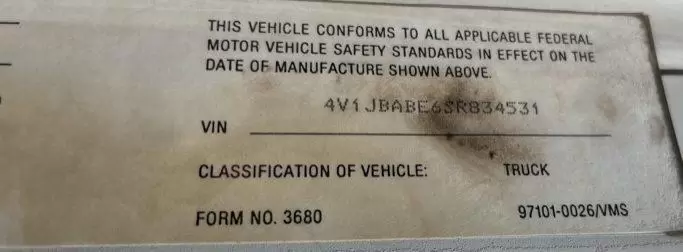 THIS VEHICLE CONFORMS TO ALL APPLICABLE FEDERAL
MOTOR VEHICLE SAFETY STANDARDS IN EFFECT ON THE
DATE OF MANUFACTURE SHOWN ABOVE.
4V1JBABE6SR834531
VIN
CLASSIFICATION OF VEHICLE: TRUCK
FORM NO. 3680 97101-0026/VMS